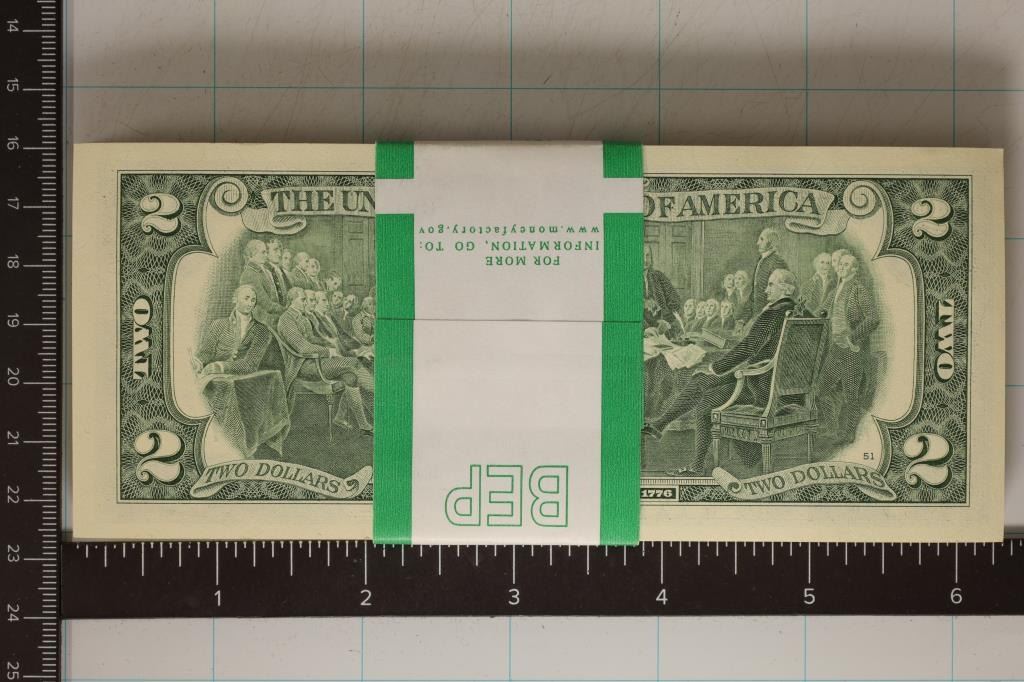 14
15
16
17
18
19
20
21
22
23
24
25
2
THE UN
OF AMERICA
2
www.moneyfactory.gov
INFORMATION, GO TO:
FOR MORE
TWO
TWO
2
TWO DOLLARS
BEP
1776
TWO DOLLARS
51
2
1
2
3
4
5
6